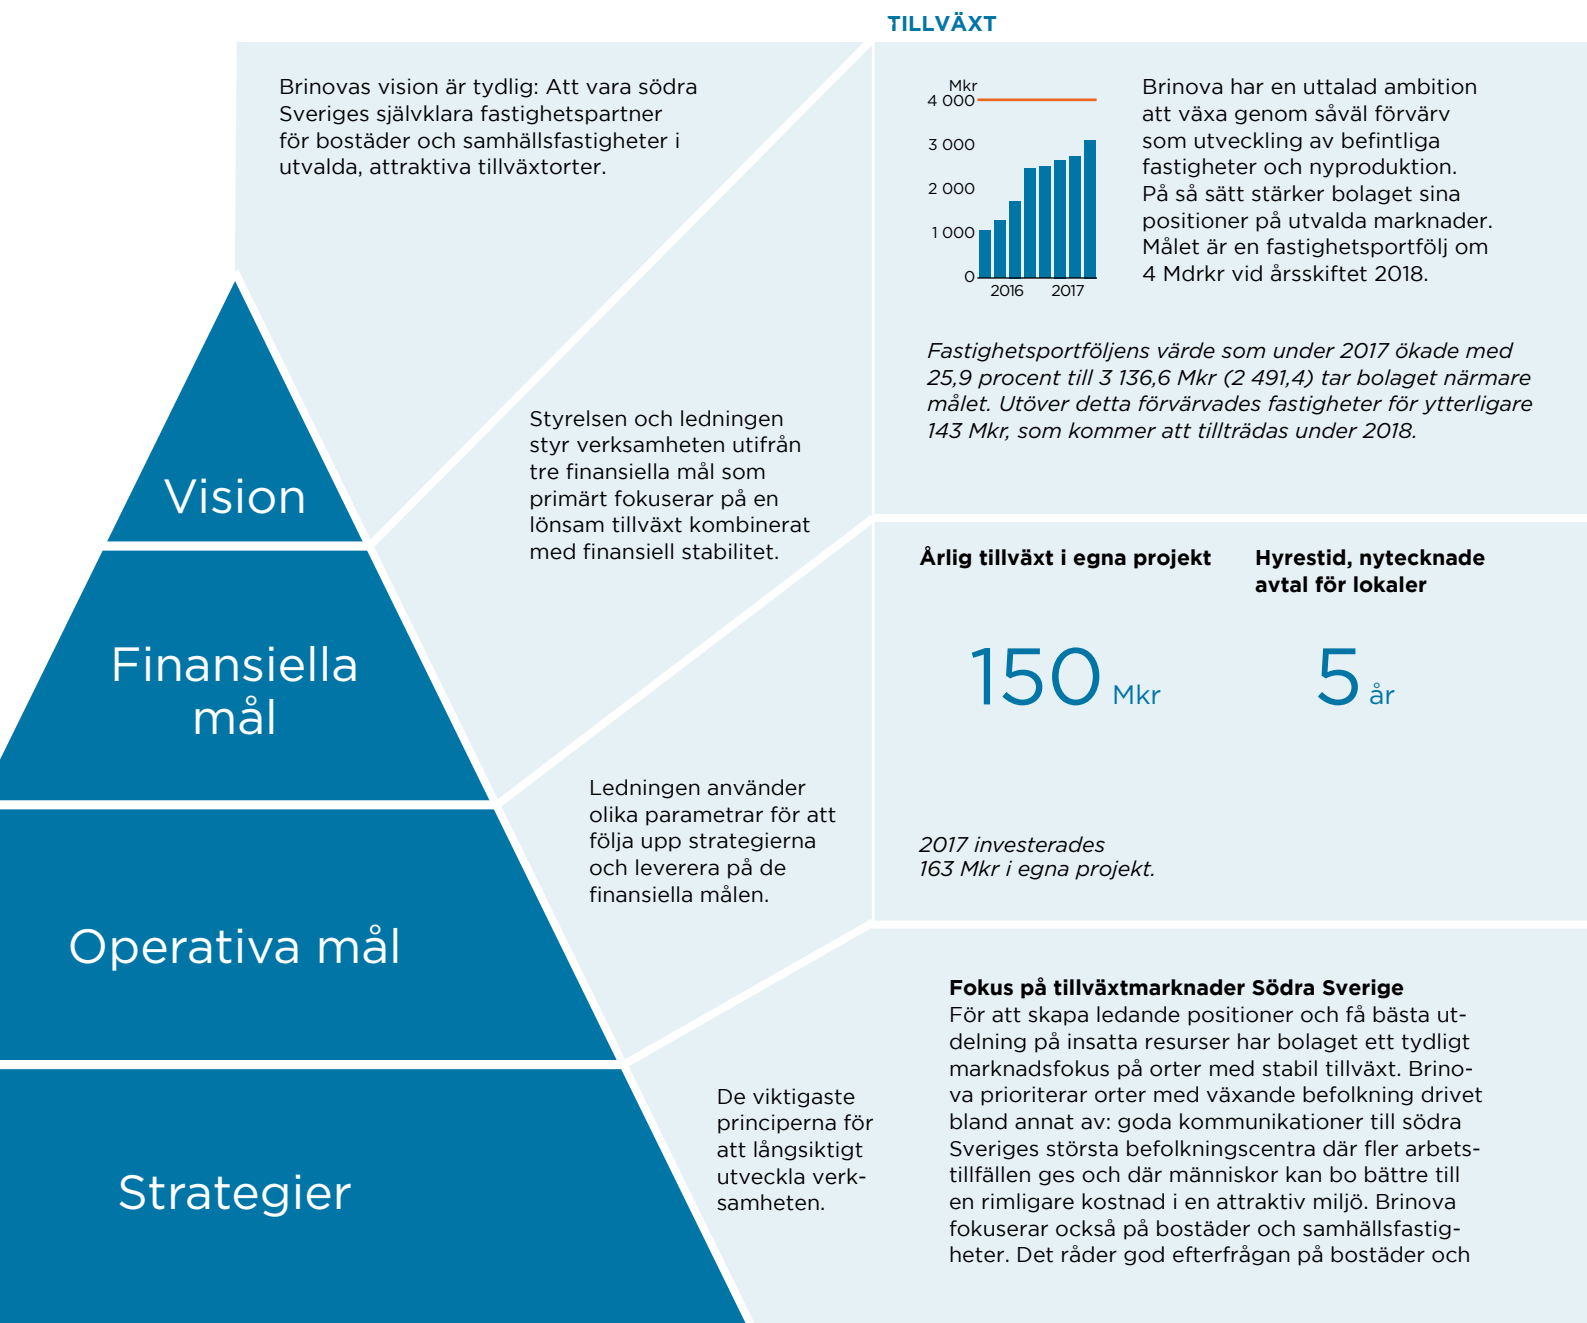 TILLVÄXT
Brinovas vision är tydlig: Att vara södra
Sveriges självklara fastighetspartner
för bostäder och samhällsfastigheter i
utvalda, attraktiva tillväxtorter.
Mkr
4 000
3 000
2 000
1 000
0
2016
2017
Brinova har en uttalad ambition
att växa genom såväl förvärv
som utveckling av befintliga
fastigheter och nyproduktion.
På så sätt stärker bolaget sina
positioner på utvalda marknader.
Målet är en fastighetsportfölj om
4 Mdrkr vid årsskiftet 2018.
Fastighetsportföljens värde som under 2017 ökade med
25,9 procent till 3 136,6 Mkr (2 491,4) tar bolaget närmare
målet. Utöver detta förvärvades fastigheter för ytterligare
143 Mkr, som kommer att tillträdas under 2018.
Vision
Styrelsen och ledningen
styr verksamheten utifrån
tre finansiella mål som
primärt fokuserar på en
lönsam tillväxt kombinerat
med finansiell stabilitet.
Finansiella
mål
Årlig tillväxt i egna projekt
150 Mkr
2017 investerades
163 Mkr i egna projekt.
Hyrestid, nytecknade
avtal för lokaler
5 år
Ledningen använder
olika parametrar för att
följa upp strategierna
och leverera på de
finansiella målen.
Operativa mål
Strategier
De viktigaste
principerna för
att långsiktigt
utveckla verk-
samheten.
Fokus på tillväxtmarknader Södra Sverige
För att skapa ledande positioner och få bästa ut-
delning på insatta resurser har bolaget ett tydligt
marknadsfokus på orter med stabil tillväxt. Brino-
va prioriterar orter med växande befolkning drivet
bland annat av: goda kommunikationer till södra
Sveriges största befolkningscentra där fler arbets-
tillfällen ges och där människor kan bo bättre till
en rimligare kostnad i en attraktiv miljö. Brinova
fokuserar också på bostäder och samhällsfastig-
heter. Det råder god efterfrågan på bostäder och